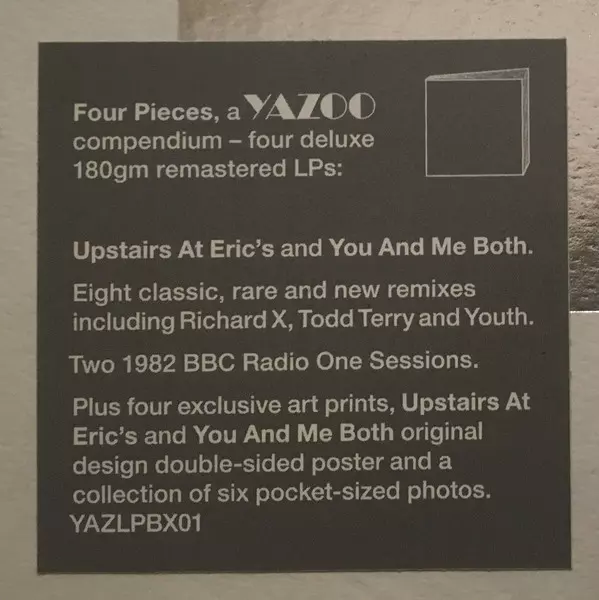 Four Pieces, a YAZOO
compendium – four deluxe
180gm remastered LPs:
Upstairs At Eric's and You And Me Both.
Eight classic, rare and new remixes
including Richard X, Todd Terry and Youth.
Two 1982 BBC Radio One Sessions.
Plus four exclusive art prints, Upstairs At
Eric's and You And Me Both original
design double-sided poster and a
collection of six pocket-sized photos.
YAZLPBX01